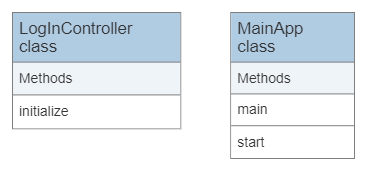 LogInController
class
Methods
initialize
MainApp
class
Methods
main
start